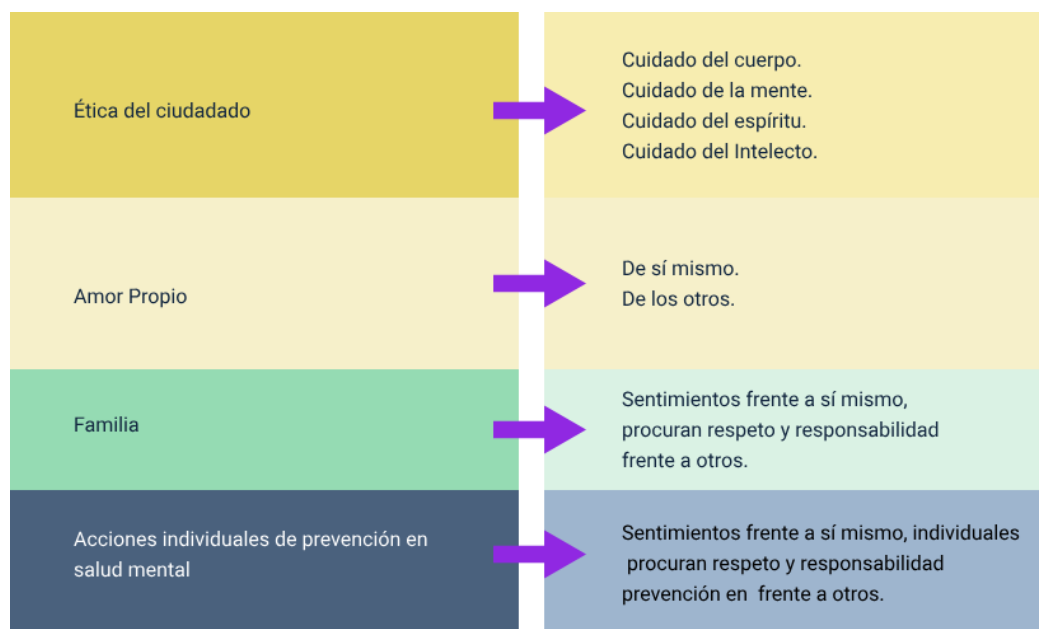 Ética del ciudadado
Cuidado del cuerpo.
Cuidado de la mente.
Cuidado del espíritu.
Cuidado del Intelecto.
Amor Propio
De sí mismo.
De los otros.
Familia
Sentimientos frente a sí mismo,
procuran respeto y responsabilidad
frente a otros.
Acciones individuales de prevención en
salud mental
Sentimientos frente a sí mismo, individuales
procuran respeto y responsabilidad
prevención en frente a otros.